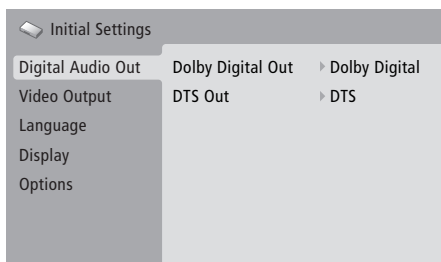 Initial Settings
Digital Audio Out Dolby Digital Out Dolby Digital
Video Output DTS Out DTS
Language
Display
Options